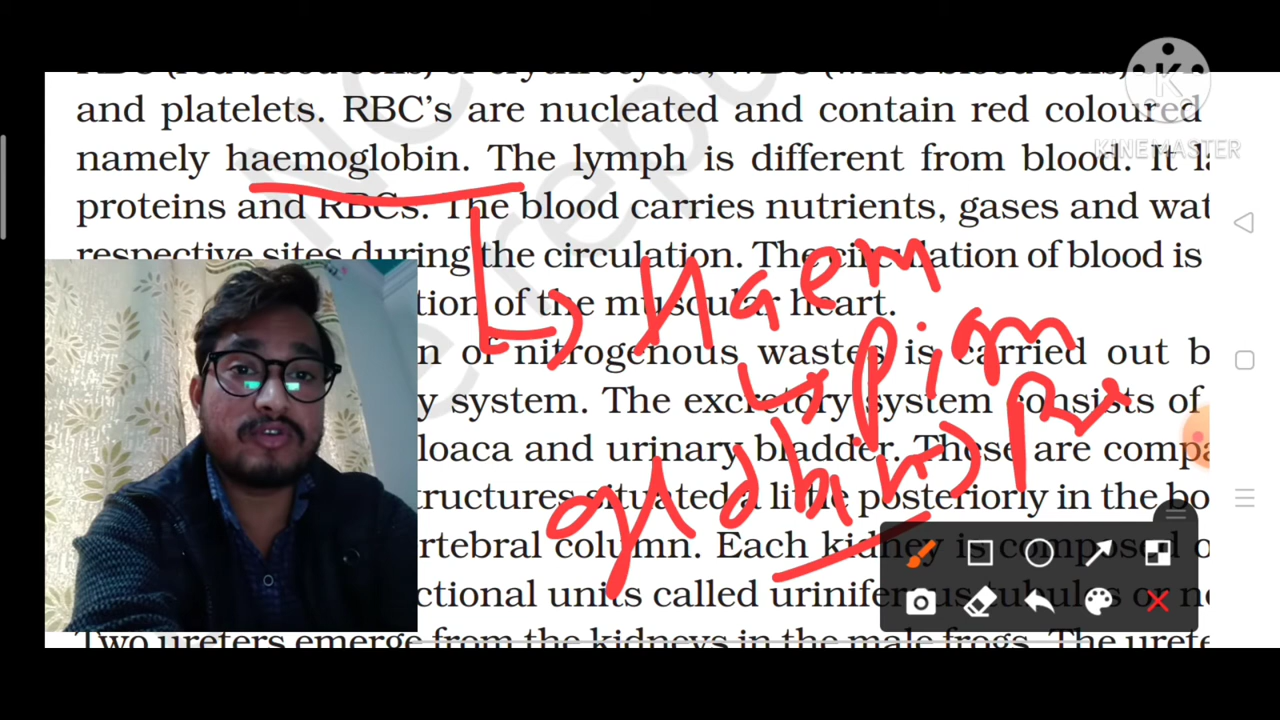 and platelets. RBC's are nucleated and contain red coloured
namely haemoglobin. The lymph is different from blood. It
proteins and RBCs. The blood carries nutrients, gases and wat
respective sites during the circulation. The circulation of blood is
tion of the muscular heart.
n of nitrogenous wastes is carried out b
y system. The excretory system consists of
loaca and urinary bladder. These are compa
tructures situated a little posteriorly in the bo
rtebral column. Each kidney is composed o
ctional units called uriniferous tubules or ne
Two ureters emerge from the kidneys in the male frogs. The urete
Haem
pigm
globin
K
KINEMASTER